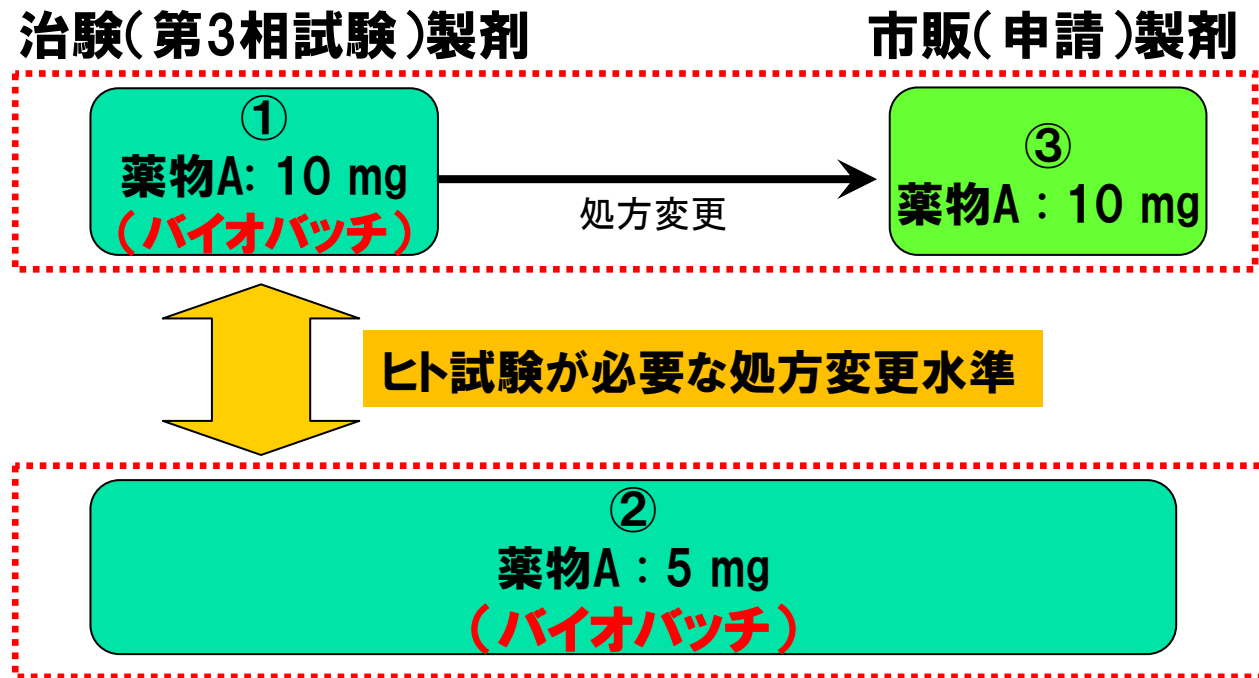 治験(第3相試験)製剤
市販(申請)製剤
①
薬物A: 10 mg
(バイオバッチ)
処方変更
③
薬物A:10 mg
ヒト試験が必要な処方変更水準
②
薬物A:5 mg
(バイオバッチ)